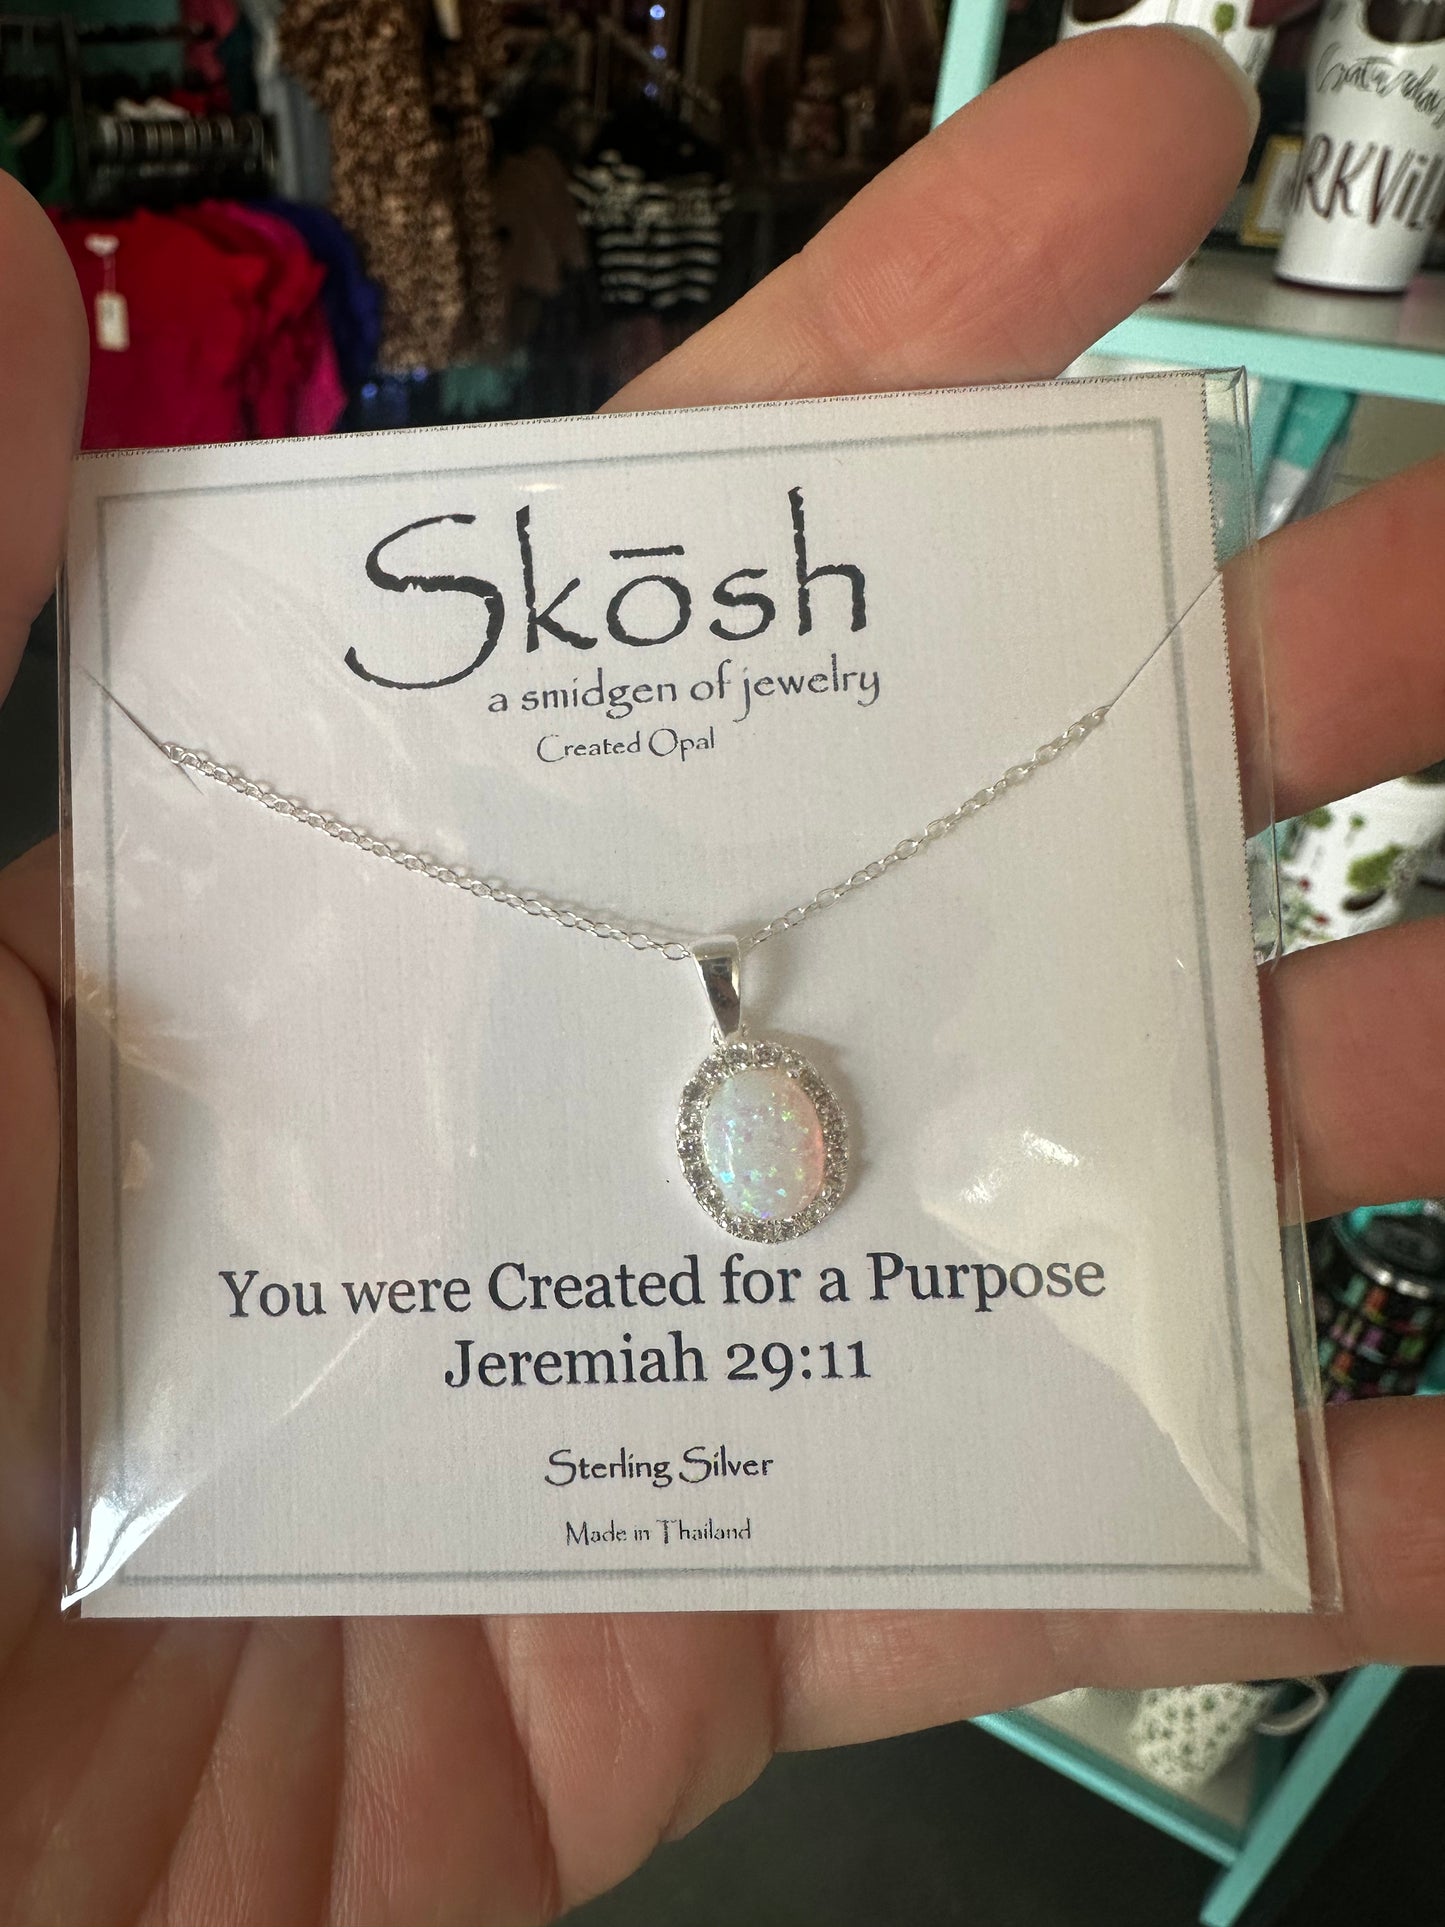 Skōsh
a smidgen of jewelry
Created Opal
You were Created for a Purpose
Jeremiah 29:11
Sterling Silver
Made in Thailand